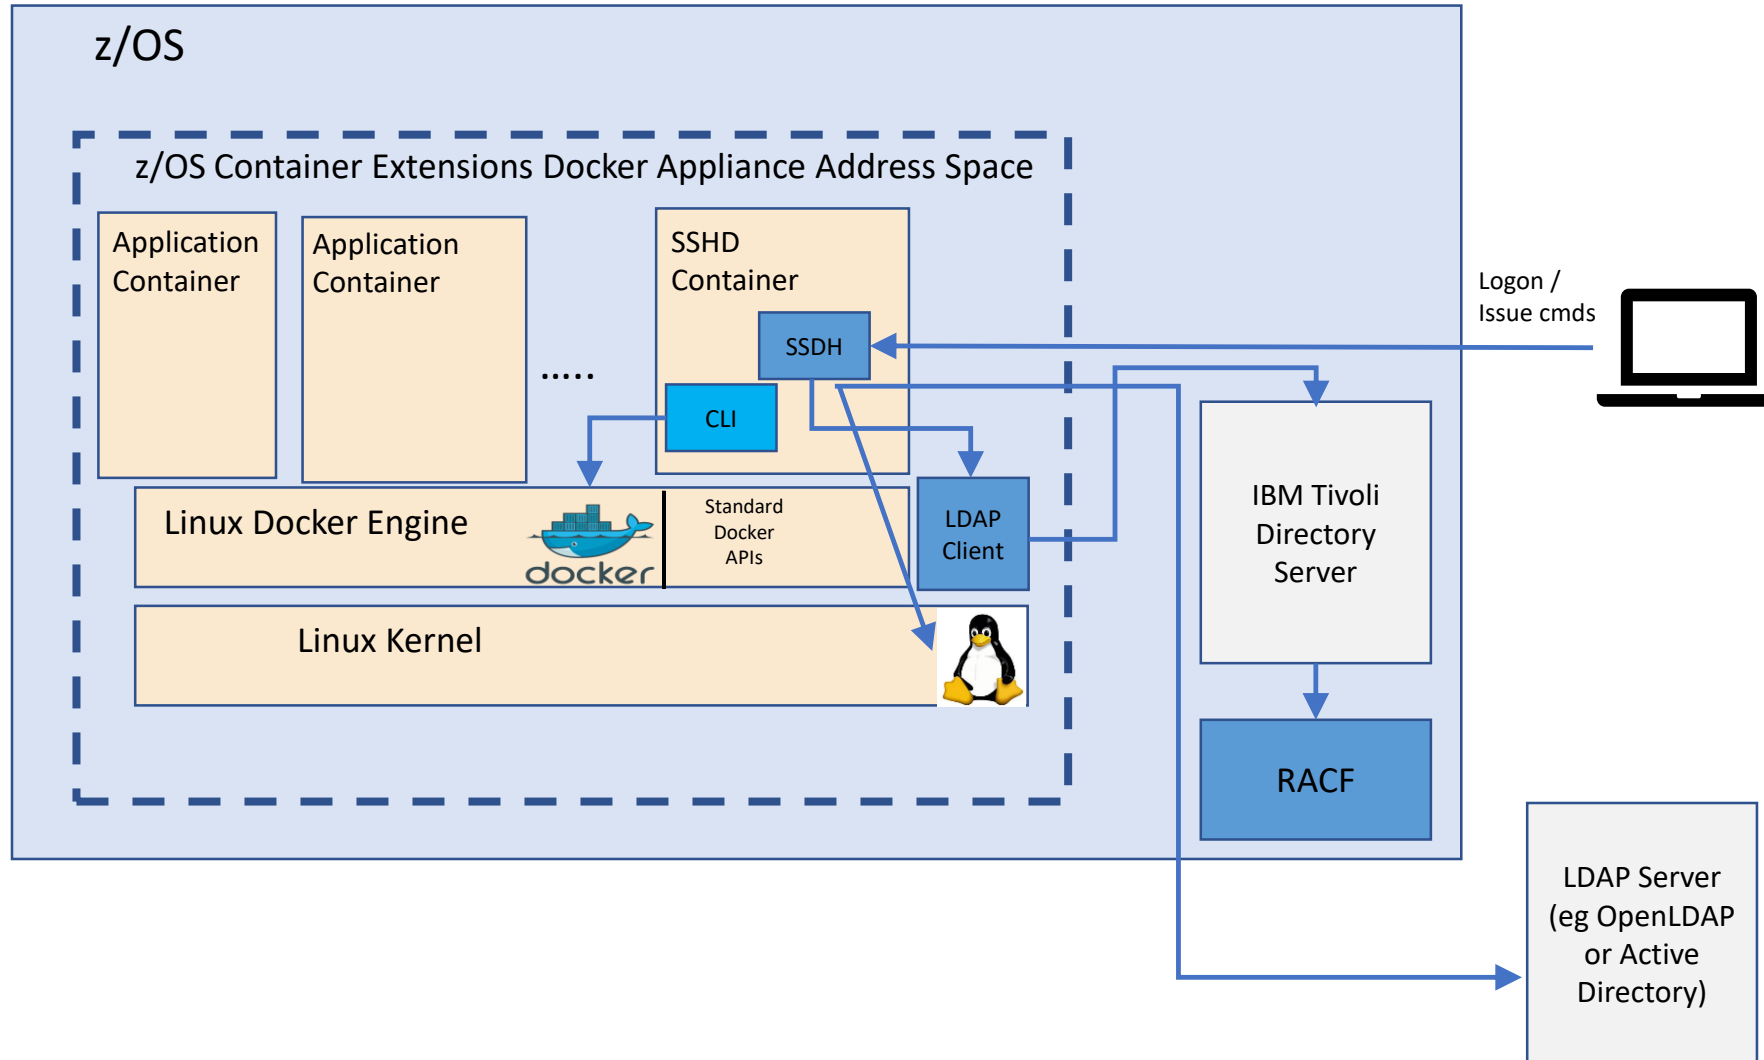 z/OS
z/OS Container Extensions Docker Appliance Address Space
Application
Container
Application
Container
.....
SSHD
Container
SSDH
CLI
Linux Docker Engine
docker
Standard
Docker
APIs
LDAP
Client
Linux Kernel
Logon /
Issue cmds
IBM Tivoli
Directory
Server
RACF
LDAP Server
(eg OpenLDAP
or Active
Directory)